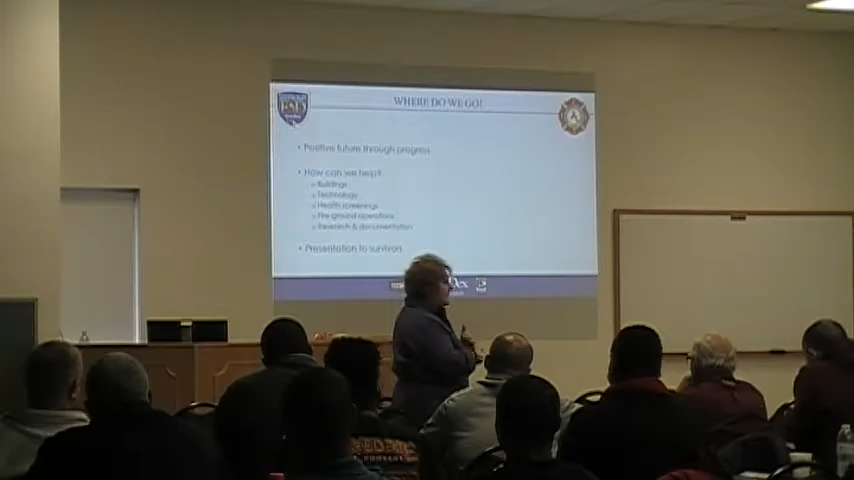 WHERE DO WE GO?
• Positive future through progress
• How can we help?
o Buildings
o Technology
o Health screenings
o Fire ground operations
o Research & documentation
• Presentation to survivors